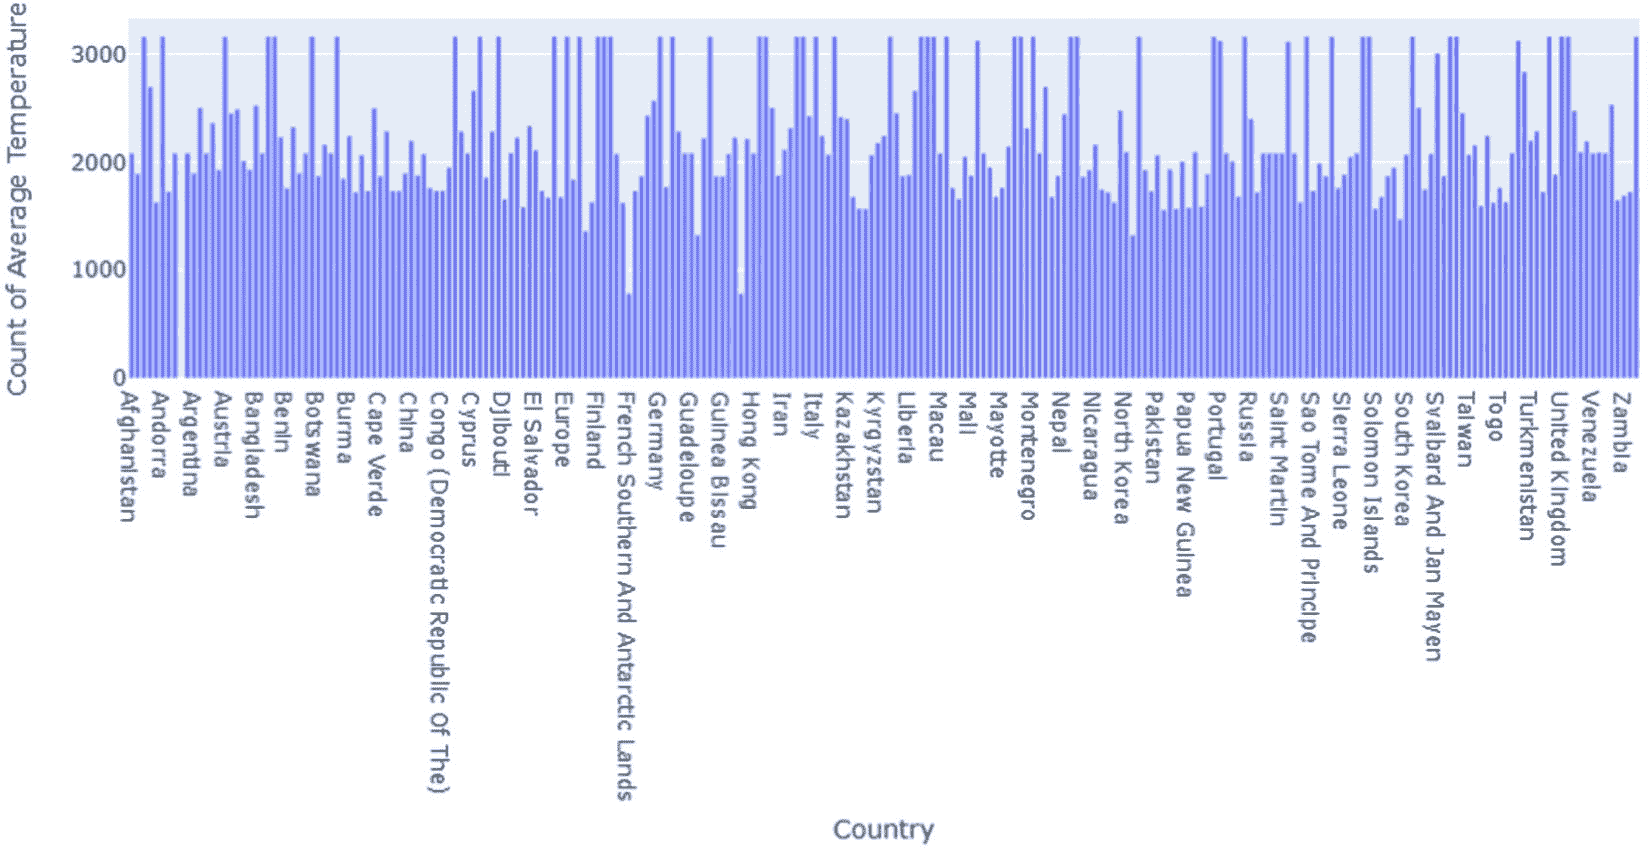 Count of Average Temperature
3000
2000
1000
0
Afghanistan
Andorra
Argentina
Austria
Bangladesh
Benin
Botswana
Burma
Cape Verde
China
Congo (Democratic Republic Of The)
Cyprus
Djibouti
El Salvador
Europe
Finland
French Southern And Antarctic Lands
Germany
Guadeloupe
Guinea Bissau
Hong Kong
Iran
Italy
Kazakhstan
Kyrgyzstan
Liberia
Macau
Mali
Mayotte
Montenegro
Nepal
Nicaragua
North Korea
Pakistan
Papua New Guinea
Portugal
Russia
Saint Martin
Sao Tome And Principe
Sierra Leone
Solomon Islands
South Korea
Svalbard And Jan Mayen
Taiwan
Togo
Turkmenistan
United Kingdom
Venezuela
Zambia
Country